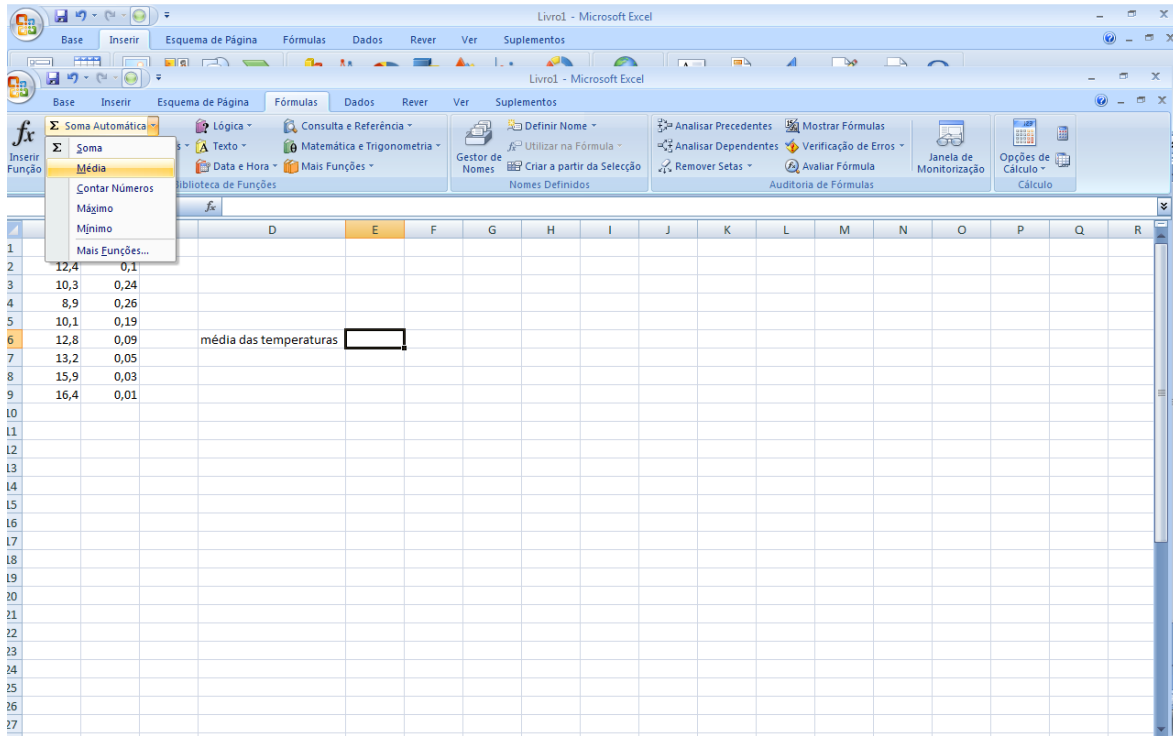 Livro1 - Microsoft Excel
Base Inserir Esquema de Página Fórmulas Dados Rever Ver Suplementos
Livro1 - Microsoft Excel
Base Inserir Esquema de Página Fórmulas Dados Rever Ver Suplementos
fx Σ Soma Automática Lógica Consulta e Referência Definir Nome Analisar Precedentes Mostrar Fórmulas
Σ Soma s Texto Matemática e Trigonometria fx Utilizar na Fórmula Analisar Dependentes Verificação de Erros
Inserir Função Média Data e Hora Mais Funções Gestor de Nomes Criar a partir da Selecção Remover Setas Avaliar Fórmula Janela de Monitorização Opções de Cálculo
Contar Números Biblioteca de Funções Nomes Definidos Auditoria de Fórmulas Cálculo
Máximo fx
Mínimo D E F G H I J K L M N O P Q R
Mais Funções...
1
2 12,4 0,1
3 10,3 0,24
4 8,9 0,26
5 10,1 0,19
6 12,8 0,09 média das temperaturas
7 13,2 0,05
8 15,9 0,03
9 16,4 0,01
10
11
12
13
14
15
16
17
18
19
20
21
22
23
24
25
26
27